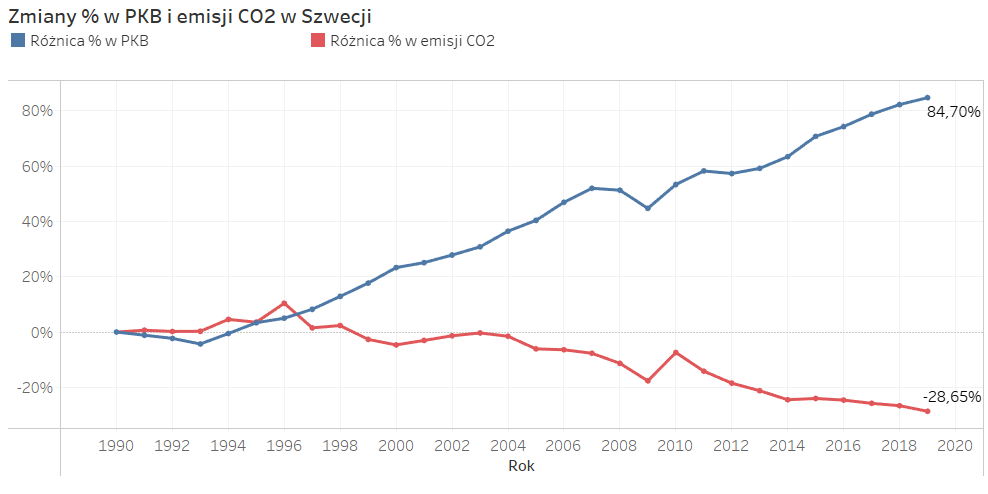 Zmiany % w PKB i emisji CO2 w Szwecji
Różnica % w PKB
Różnica % w emisji CO2
80%
60%
40%
20%
0%
-20%
84,70%
-28,65%
1990 1992 1994 1996 1998 2000 2002 2004 2006 2008 2010 2012 2014 2016 2018 2020
Rok